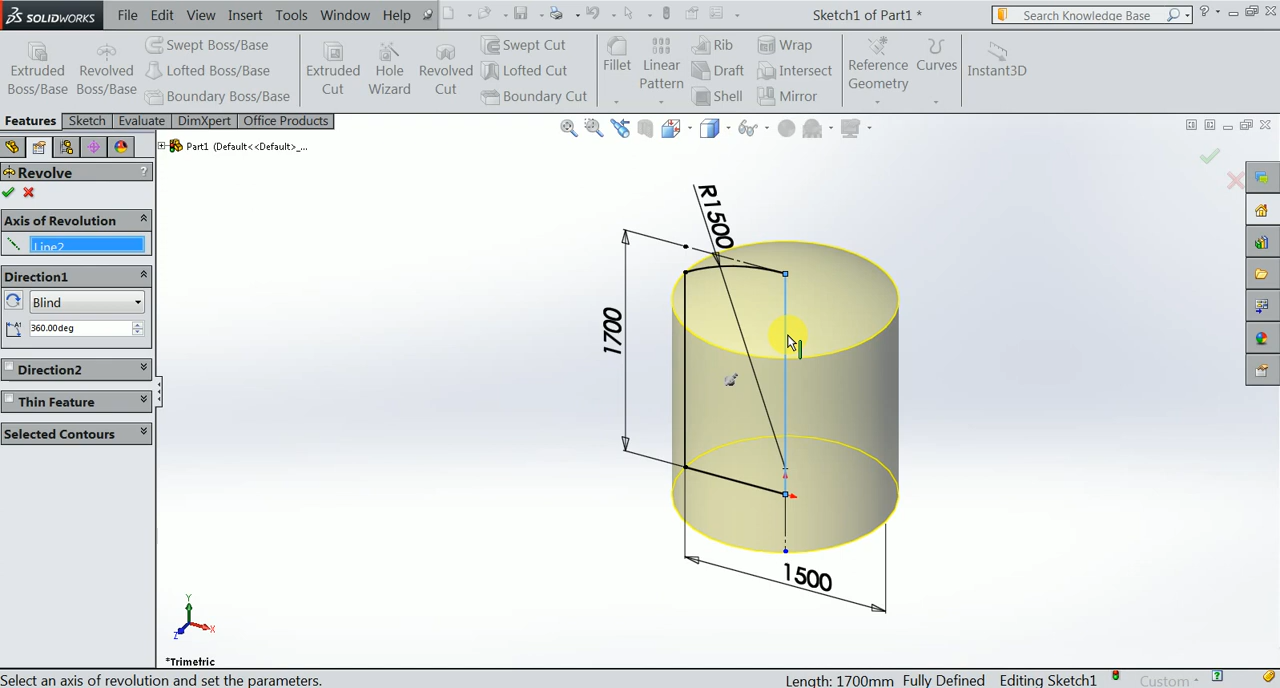 SOLIDWORKS File Edit View Insert Tools Window Help Sketch1 of Part1 * Search Knowledge Base ?
Extruded Boss/Base
Revolved Boss/Base
Swept Boss/Base
Lofted Boss/Base
Boundary Boss/Base
Extruded Cut
Hole Wizard
Revolved Cut
Swept Cut
Lofted Cut
Boundary Cut
Fillet
Linear Pattern
Rib
Draft
Shell
Wrap
Intersect
Mirror
Reference Geometry
Curves
Instant3D
Features Sketch Evaluate DimXpert Office Products
Part1 (Default<<Default>_...
Revolve ?
Axis of Revolution
Line2
Direction1
Blind
360.00deg
Direction2
Thin Feature
Selected Contours
R1500
1700
1500
Y
X
Z
*Trimetric
Select an axis of revolution and set the parameters. Length: 1700mm Fully Defined Editing Sketch1 Custom ?